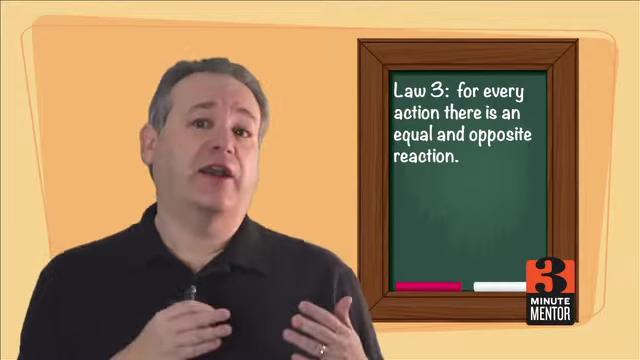 Law 3:  for every
action there is an
equal and opposite
reaction.
3
MINUTE
MENTOR